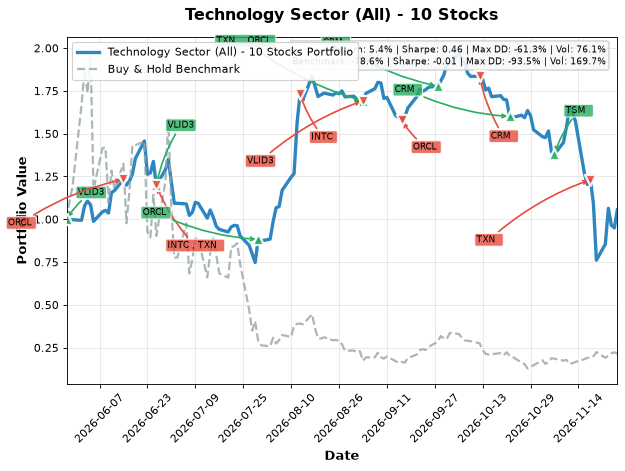 Technology Sector (All) - 10 Stocks
TXN , ORCL
Technology Sector (All) - 10 Stocks Portfolio
Buy & Hold Benchmark
5.4% | Sharpe: 0.46 | Max DD: -61.3% | Vol: 76.1%
Sharpe: -0.01 | Max DD: -93.5% | Vol: 169.7%
CRM
TSM
VLID3
INTC
CRM
ORCL
VLID3
VLID3
ORCL
ORCL
INTC , TXN
TXN
2.00
1.75
1.50
1.25
1.00
0.75
0.50
0.25
Portfolio Value
2026-06-07
2026-06-23
2026-07-09
2026-07-25
2026-08-10
2026-08-26
2026-09-11
2026-09-27
2026-10-13
2026-10-29
2026-11-14
Date